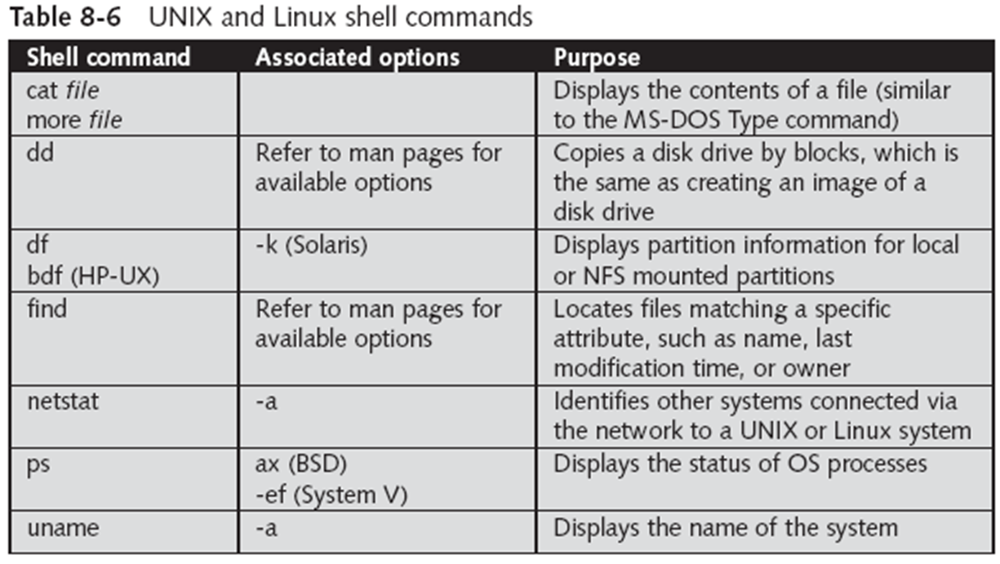 Table 8-6 UNIX and Linux shell commands
Shell command Associated options Purpose
cat file Displays the contents of a file (similar
more file to the MS-DOS Type command)
dd Refer to man pages for Copies a disk drive by blocks, which is
available options the same as creating an image of a
disk drive
df -k (Solaris) Displays partition information for local
bdf (HP-UX) or NFS mounted partitions
find Refer to man pages for Locates files matching a specific
available options attribute, such as name, last
modification time, or owner
netstat -a Identifies other systems connected via
the network to a UNIX or Linux system
ps ax (BSD) Displays the status of OS processes
-ef (System V)
uname -a Displays the name of the system